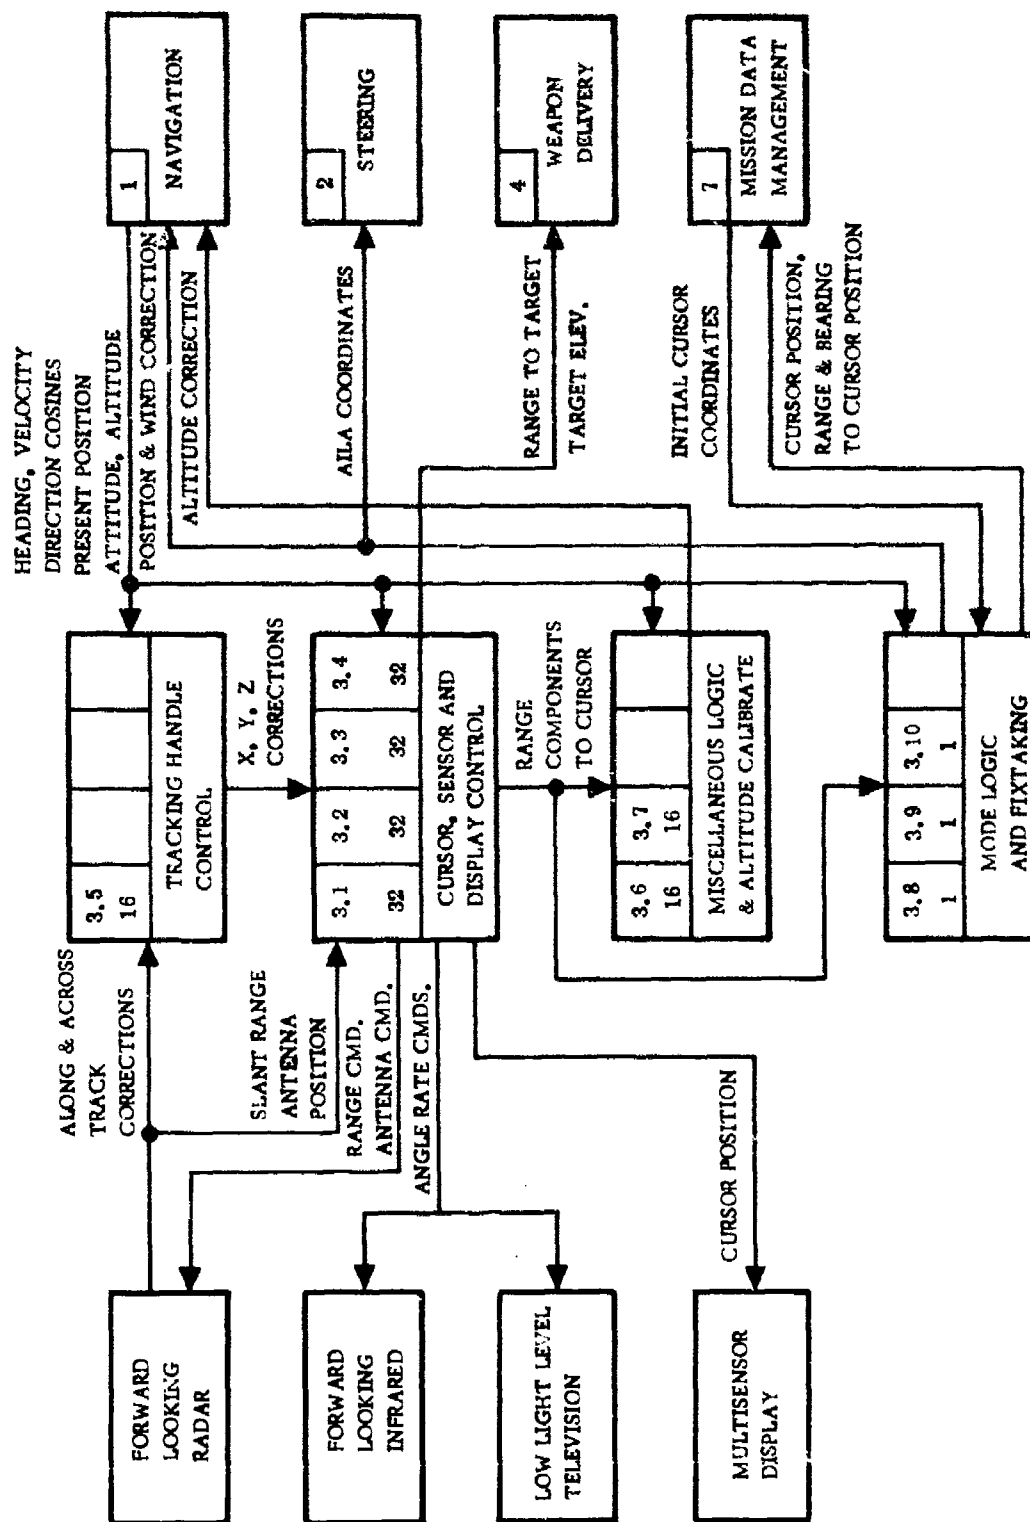 FORWARD
LOOKING
RADAR
FORWARD
LOOKING
INFRARED
LOW LIGHT LEVEL
TELEVISION
MULTISENSOR
DISPLAY
ALONG & ACROSS
TRACK
CORRECTIONS
SLANT RANGE
ANTENNA
POSITION
RANGE CMD.
ANTENNA CMD.
ANGLE RATE CMDS.
CURSOR POSITION
3.5
16
TRACKING HANDLE
CONTROL
X, Y, Z
CORRECTIONS
3.1 3.2 3.3 3.4
32 32 32 32
CURSOR, SENSOR AND
DISPLAY CONTROL
RANGE
COMPONENTS
TO CURSOR
3.6 3.7
16 16
MISCELLANEOUS LOGIC
& ALTITUDE CALIBRATE
3.8 3.9 3.10
1 1 1
MODE LOGIC
AND FIXTAKING
HEADING, VELOCITY
DIRECTION COSINES
PRESENT POSITION
ATTITUDE, ALTITUDE
POSITION & WIND CORRECTION
ALTITUDE CORRECTION
AILA COORDINATES
RANGE TO TARGET
TARGET ELEV.
INITIAL CURSOR
COORDINATES
CURSOR POSITION,
RANGE & BEARING
TO CURSOR POSITION
1
NAVIGATION
2
STEERING
4
WEAPON
DELIVERY
7
MISSION DATA
MANAGEMENT